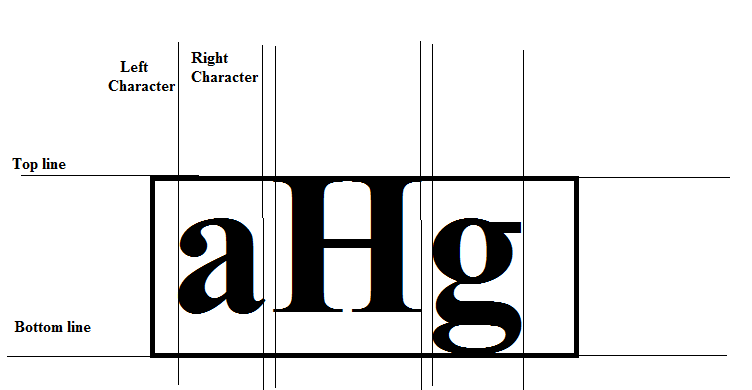 Left
Character
Right
Character
Top line
aHg
Bottom line